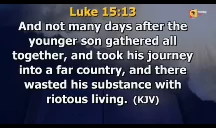 Luke 15:13
And not many days after the
younger son gathered all
together, and took his journey
into a far country, and there
wasted his substance with
riotous living. (KJV)